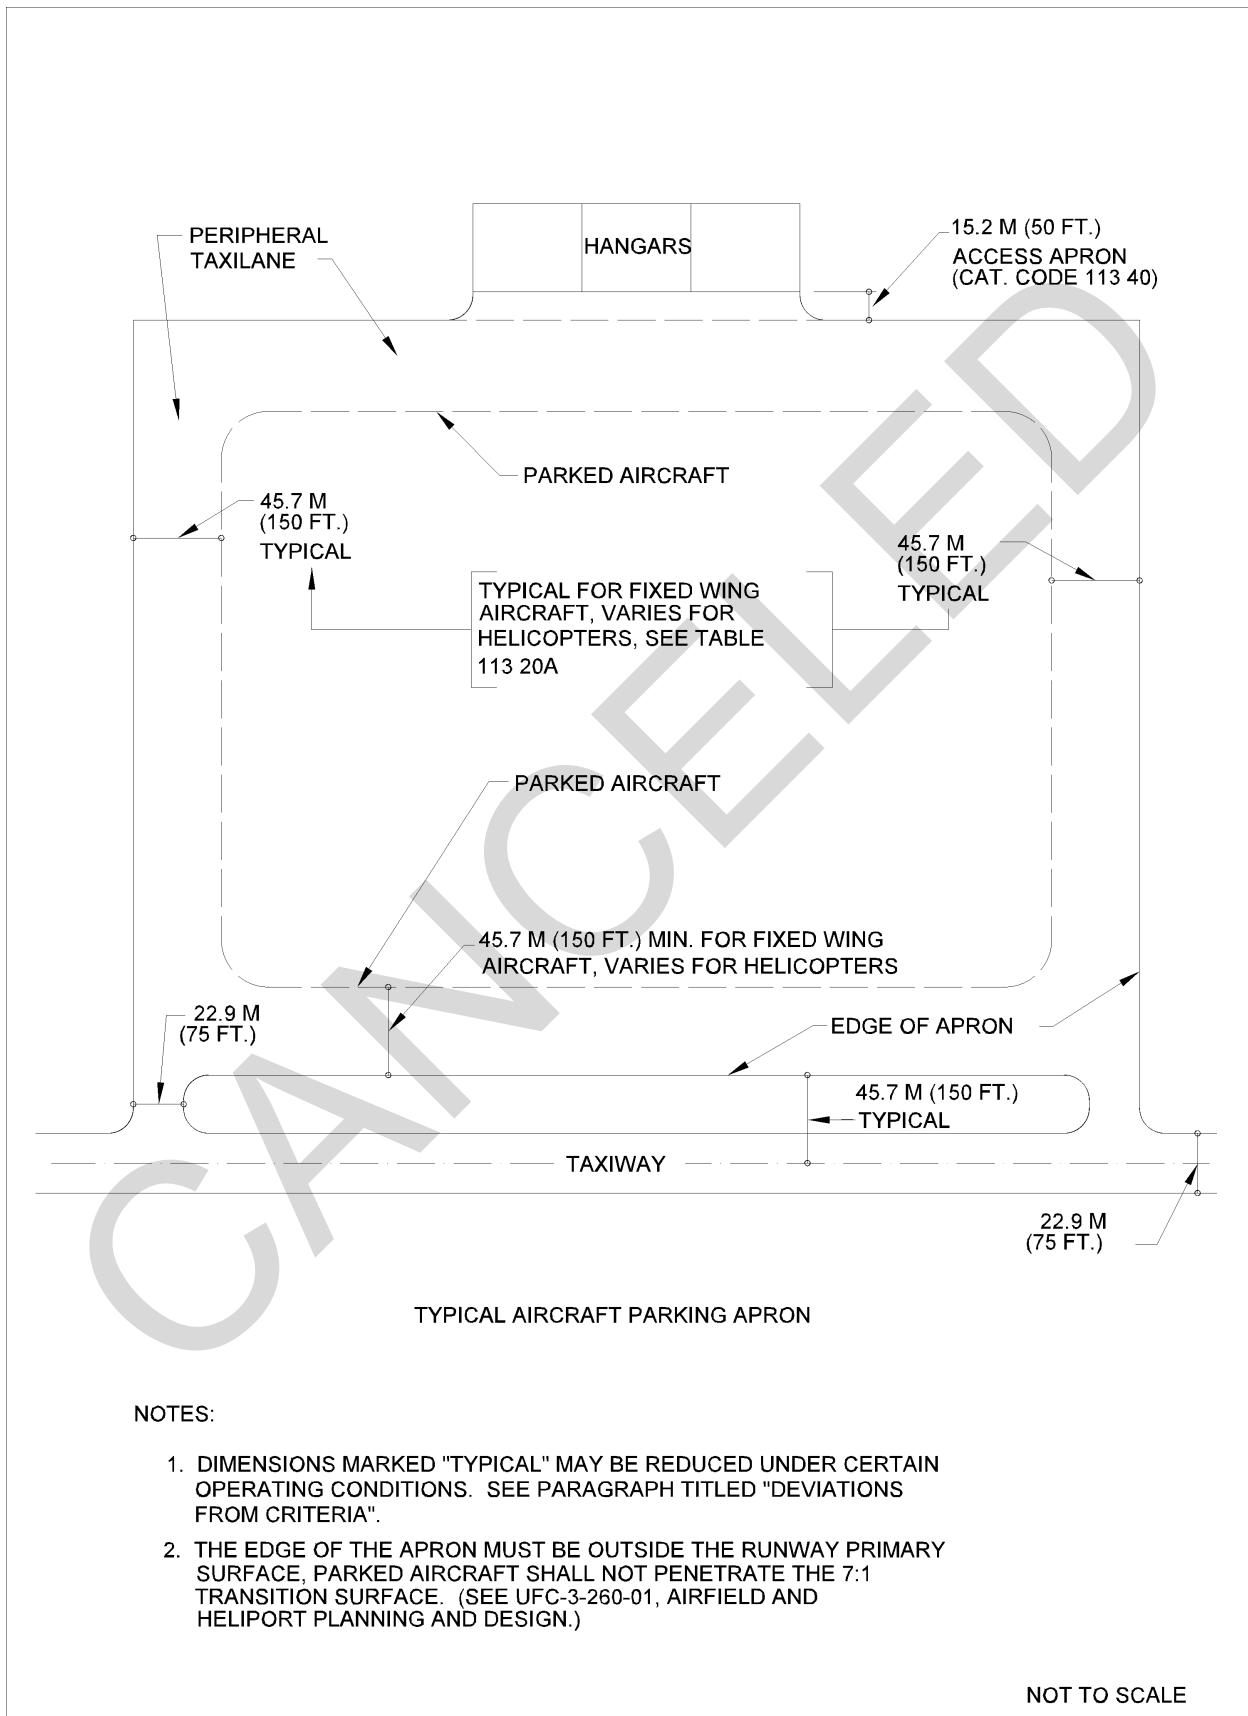 PERIPHERAL
TAXILANE
HANGARS
15.2 M (50 FT.)
ACCESS APRON
(CAT. CODE 113 40)
PARKED AIRCRAFT
45.7 M
(150 FT.)
TYPICAL
45.7 M
(150 FT.)
TYPICAL
TYPICAL FOR FIXED WING
AIRCRAFT, VARIES FOR
HELICOPTERS, SEE TABLE
113 20A
PARKED AIRCRAFT
45.7 M (150 FT.) MIN. FOR FIXED WING
AIRCRAFT, VARIES FOR HELICOPTERS
22.9 M
(75 FT.)
EDGE OF APRON
45.7 M (150 FT.)
TYPICAL
TAXIWAY
22.9 M
(75 FT.)
CANCELED
TYPICAL AIRCRAFT PARKING APRON
NOTES:
1. DIMENSIONS MARKED "TYPICAL" MAY BE REDUCED UNDER CERTAIN
OPERATING CONDITIONS. SEE PARAGRAPH TITLED "DEVIATIONS
FROM CRITERIA".
2. THE EDGE OF THE APRON MUST BE OUTSIDE THE RUNWAY PRIMARY
SURFACE, PARKED AIRCRAFT SHALL NOT PENETRATE THE 7:1
TRANSITION SURFACE. (SEE UFC-3-260-01, AIRFIELD AND
HELIPORT PLANNING AND DESIGN.)
NOT TO SCALE